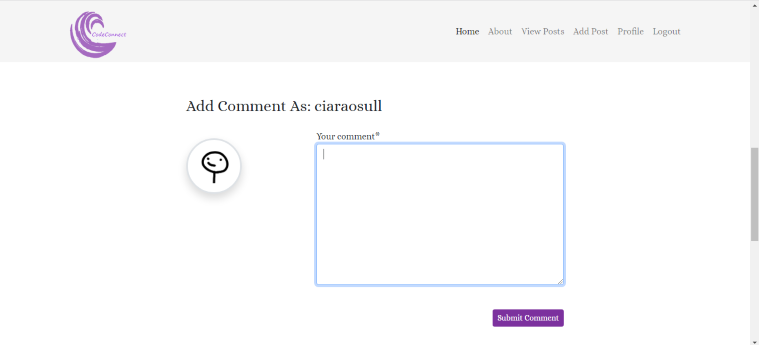 CodeConnect
Home About View Posts Add Post Profile Logout
Add Comment As: ciaraosull
Your comment*
Submit Comment